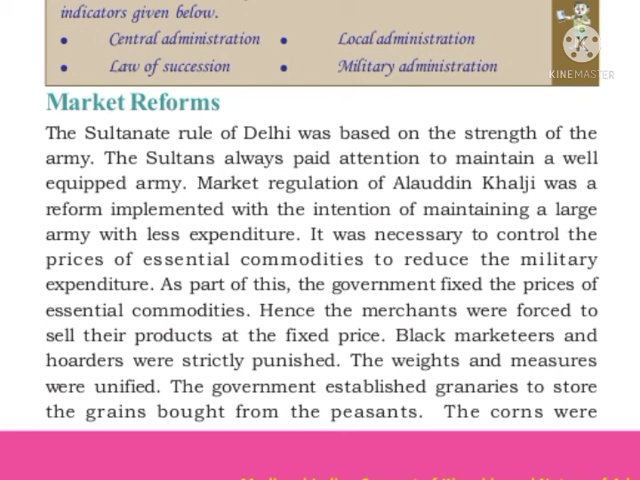 indicators given below.
• Central administration • Local administration
• Law of succession • Military administration
KINEMASTER
Market Reforms
The Sultanate rule of Delhi was based on the strength of the
army. The Sultans always paid attention to maintain a well
equipped army. Market regulation of Alauddin Khalji was a
reform implemented with the intention of maintaining a large
army with less expenditure. It was necessary to control the
prices of essential commodities to reduce the military
expenditure. As part of this, the government fixed the prices of
essential commodities. Hence the merchants were forced to
sell their products at the fixed price. Black marketeers and
hoarders were strictly punished. The weights and measures
were unified. The government established granaries to store
the grains bought from the peasants. The corns were